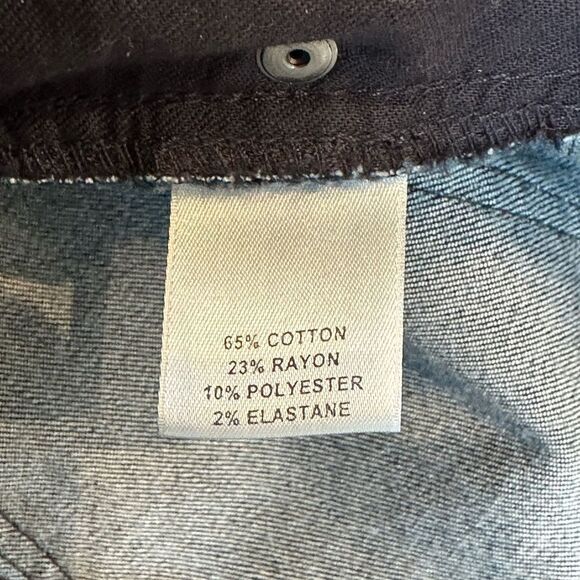 65% COTTON
23% RAYON
10% POLYESTER
2% ELASTANE